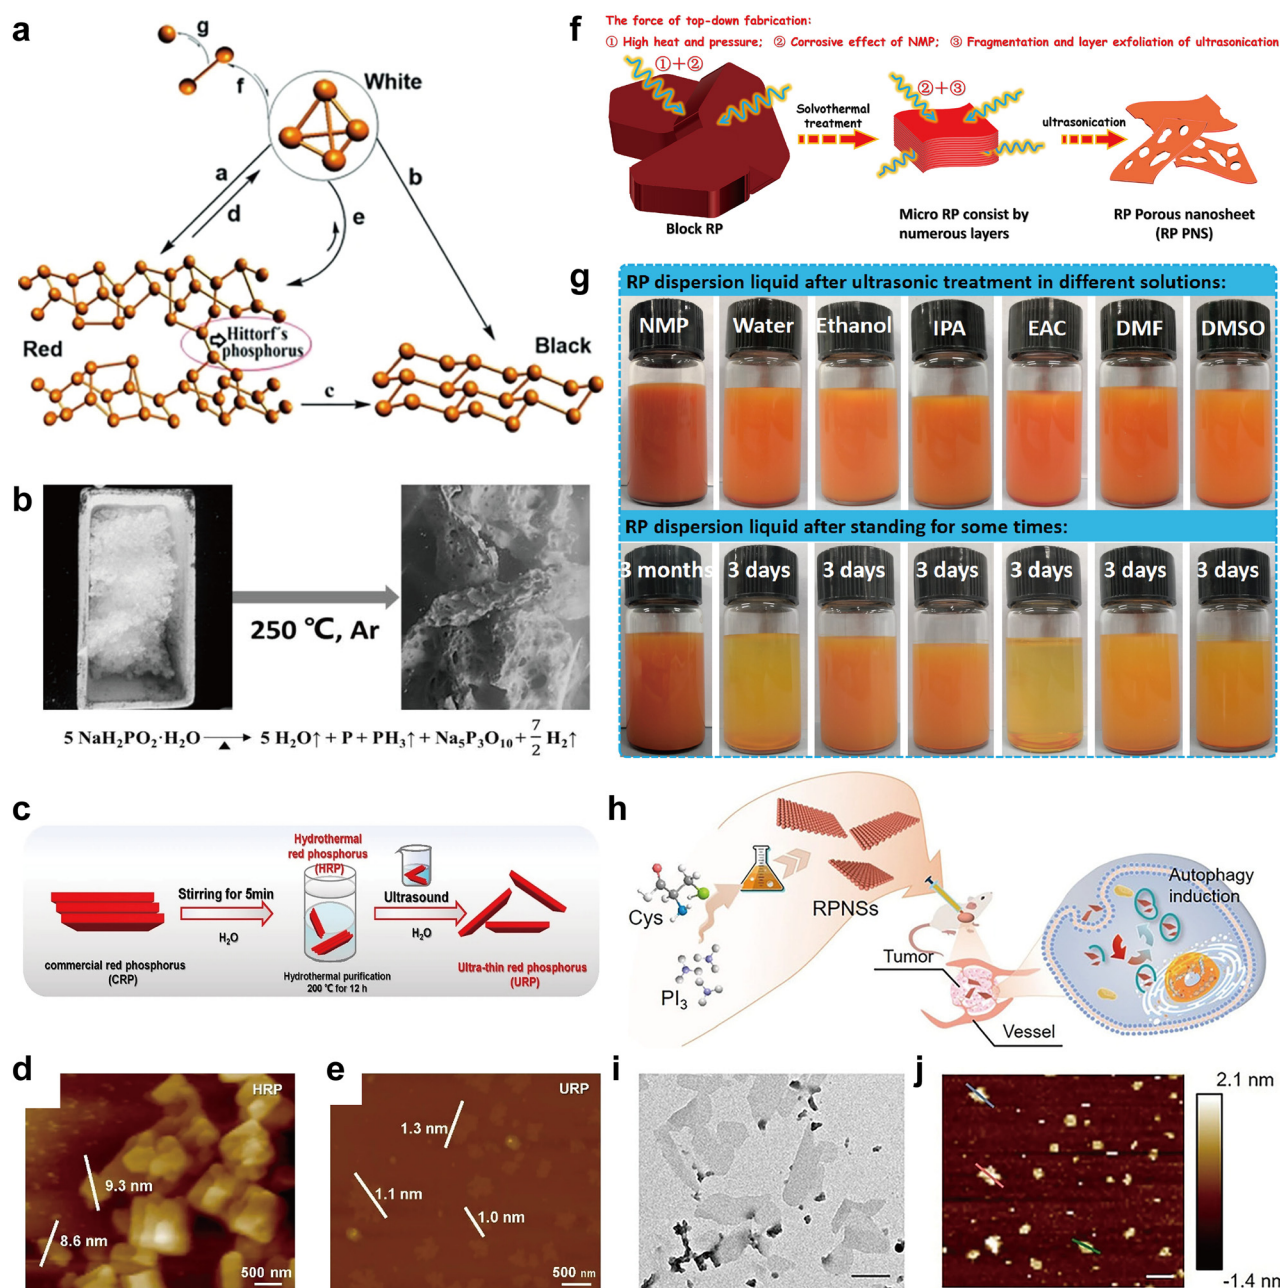 a
g
f
White
a
d
b
e
Red
Hittorf´s
phosphorus
Black
c
b
250 ℃, Ar
5 NaH₂PO₂·H₂O ⟶ 5 H₂O↑ + P + PH₃↑ + Na₅P₃O₁₀ + 7/2 H₂↑
▲
c
Hydrothermal
red phosphorus
(HRP)
Stirring for 5min
H₂O
Ultrasound
H₂O
commercial red phosphorus
(CRP)
Hydrothermal purification
200 ℃ for 12 h
Ultra-thin red phosphorus
(URP)
d
HRP
9.3 nm
8.6 nm
500 nm
e
URP
1.3 nm
1.1 nm
1.0 nm
500 nm
f
The force of top-down fabrication:
① High heat and pressure; ② Corrosive effect of NMP; ③ Fragmentation and layer exfoliation of ultrasonication
①+②
Solvothermal
treatment
②+③
ultrasonication
Block RP
Micro RP consist by
numerous layers
RP Porous nanosheet
(RP PNS)
g
RP dispersion liquid after ultrasonic treatment in different solutions:
NMP Water Ethanol IPA EAC DMF DMSO
RP dispersion liquid after standing for some times:
3 months 3 days 3 days 3 days 3 days 3 days 3 days
h
Cys
PI₃
RPNSs
Tumor
Vessel
Autophagy
induction
i
j
2.1 nm
-1.4 nm